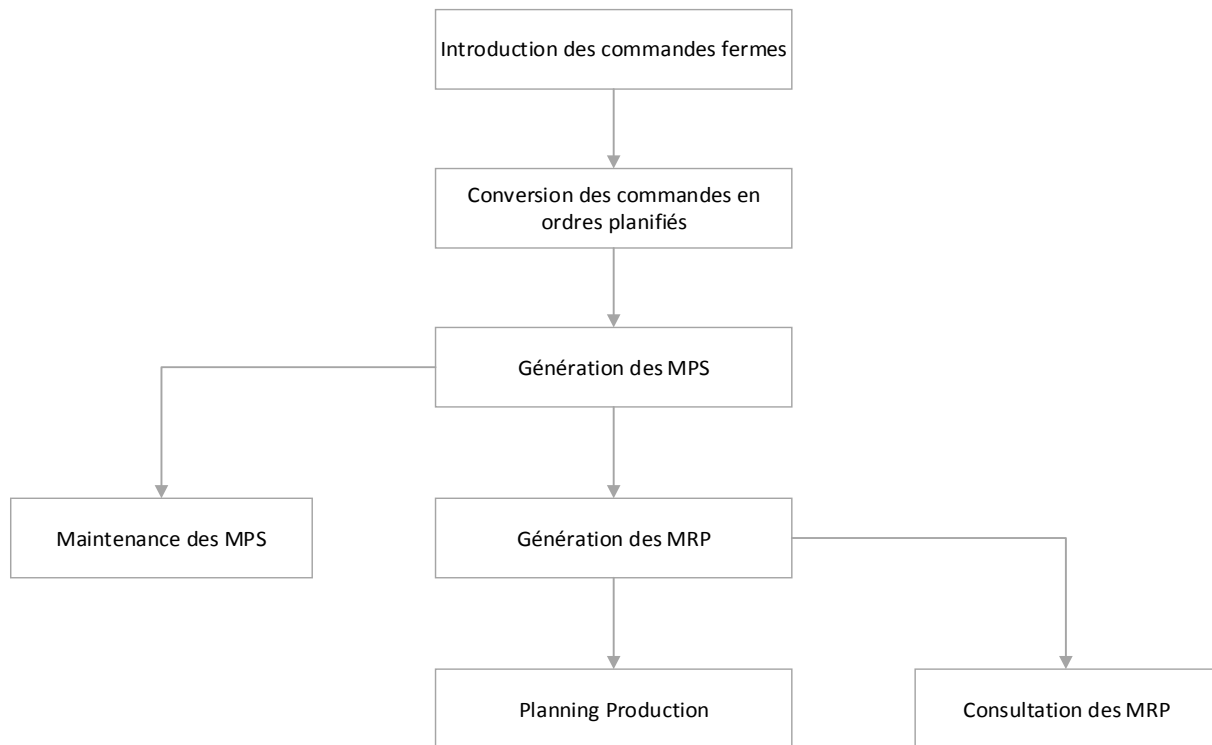 Introduction des commandes fermes
Conversion des commandes en
ordres planifiés
Génération des MPS
Maintenance des MPS
Génération des MRP
Planning Production
Consultation des MRP